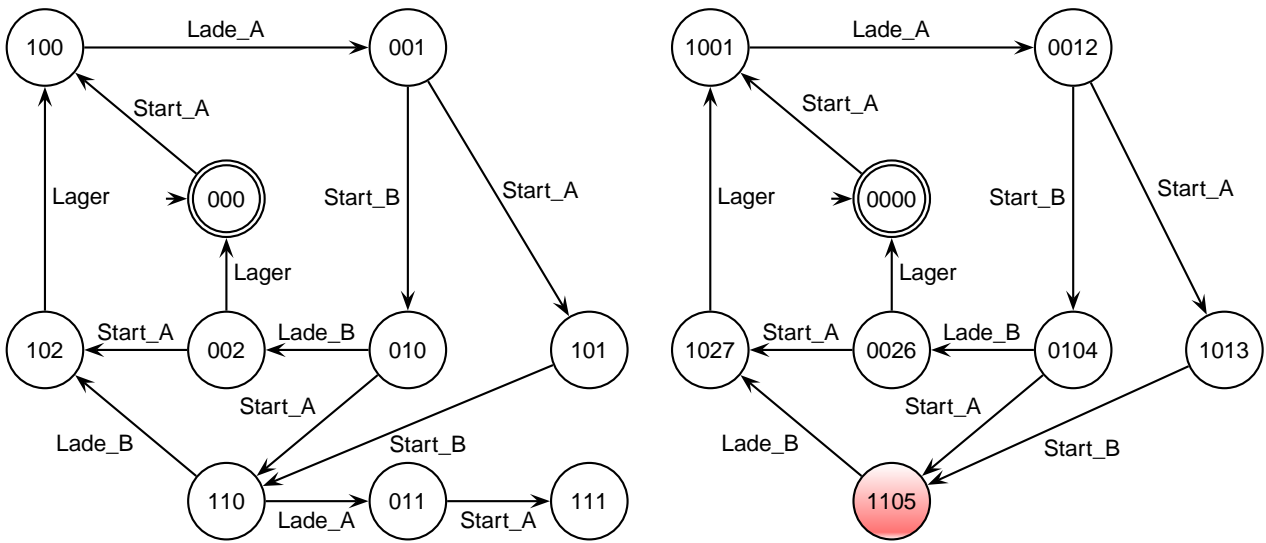 100
Lade_A
001
Start_A
000
Lager
Start_B
Start_A
Lager
102
Start_A
002
Lade_B
010
101
Start_A
Lade_B
Start_B
110
Lade_A
011
Start_A
111
1001
Lade_A
0012
Start_A
0000
Lager
Start_B
Start_A
Lager
1027
Start_A
0026
Lade_B
0104
1013
Start_A
Lade_B
Start_B
1105